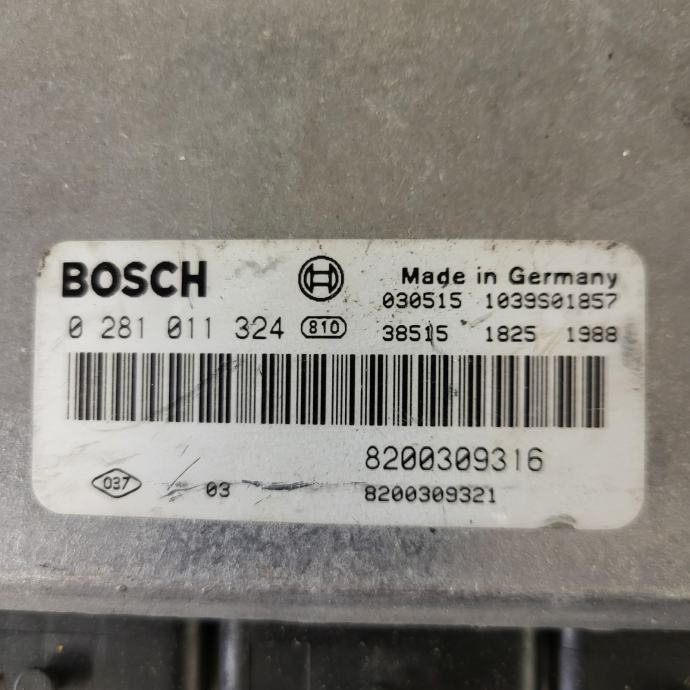 BOSCH
Made in Germany
030515 1039S01857
0 281 011 324 810
38515 1825 1988
8200309316
037 03 8200309321